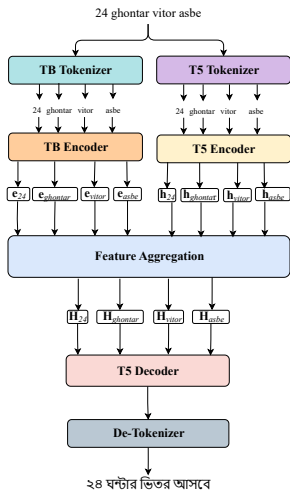 24 ghontar vitor asbe
TB Tokenizer T5 Tokenizer
24 ghontar vitor asbe 24 ghontar vitor asbe
TB Encoder T5 Encoder
e24 eghontar evitor easbe h24 hghontar hvitor hasbe
Feature Aggregation
H24 Hghontar Hvitor Hasbe
T5 Decoder
De-Tokenizer
২৪ ঘন্টার ভিতর আসবে